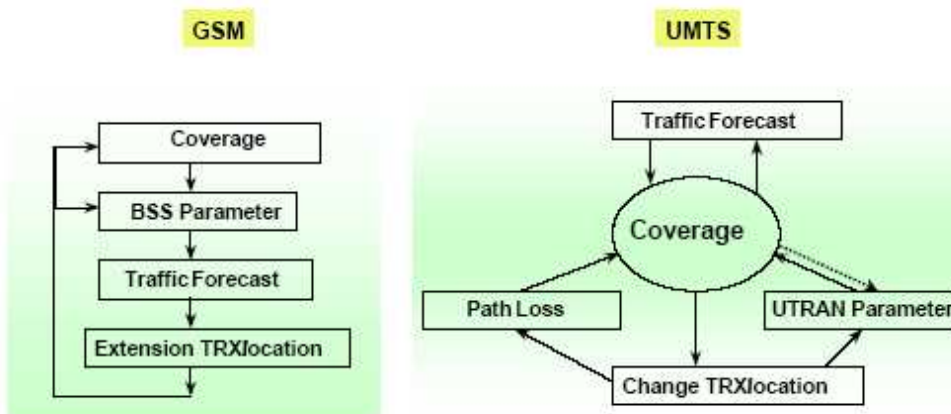 GSM
UMTS
Coverage
BSS Parameter
Traffic Forecast
Extension TRXlocation
Traffic Forecast
Coverage
Path Loss
UTRAN Parameter
Change TRXlocation